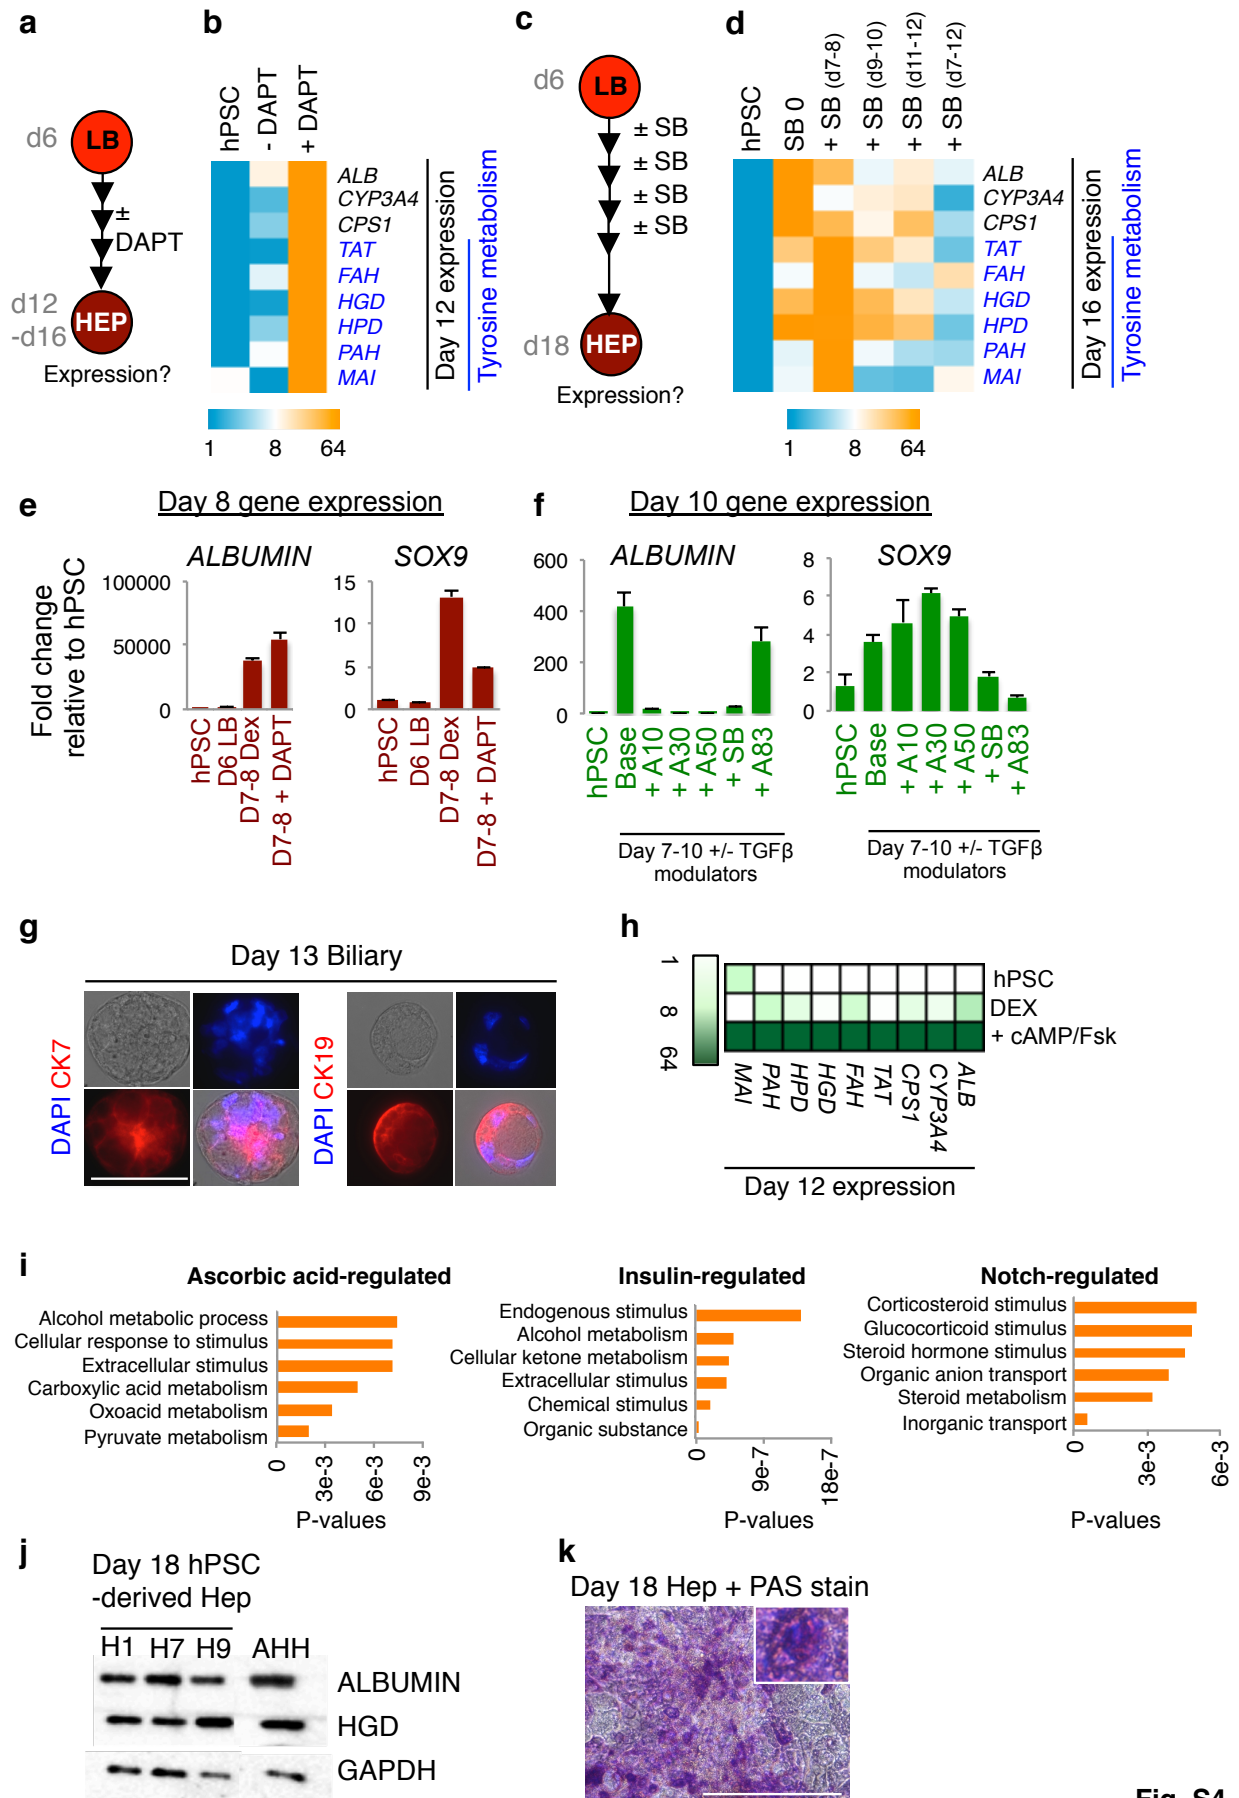 a
d6
LB
±
DAPT
d12
-d16
HEP
Expression?
b
hPSC
- DAPT
+ DAPT
ALB
CYP3A4
CPS1
TAT
FAH
HGD
HPD
PAH
MAI
Day 12 expression
Tyrosine metabolism
1 8 64
c
d6
LB
± SB
± SB
± SB
± SB
d18
HEP
Expression?
d
hPSC
SB 0
+ SB (d7-8)
+ SB (d9-10)
+ SB (d11-12)
+ SB (d7-12)
ALB
CYP3A4
CPS1
TAT
FAH
HGD
HPD
PAH
MAI
Day 16 expression
Tyrosine metabolism
1 8 64
e
Day 8 gene expression
Fold change
relative to hPSC
ALBUMIN
100000
50000
0
hPSC
D6 LB
D7-8 Dex
D7-8 + DAPT
SOX9
15
10
5
0
hPSC
D6 LB
D7-8 Dex
D7-8 + DAPT
f
Day 10 gene expression
ALBUMIN
600
400
200
0
hPSC
Base
+ A10
+ A30
+ A50
+ SB
+ A83
Day 7-10 +/- TGFβ
modulators
SOX9
8
6
4
2
0
hPSC
Base
+ A10
+ A30
+ A50
+ SB
+ A83
Day 7-10 +/- TGFβ
modulators
g
Day 13 Biliary
DAPI CK7
DAPI CK19
h
1 8 64
hPSC
DEX
+ cAMP/Fsk
MAI
PAH
HPD
HGD
FAH
TAT
CPS1
CYP3A4
ALB
Day 12 expression
i
Ascorbic acid-regulated
Alcohol metabolic process
Cellular response to stimulus
Extracellular stimulus
Carboxylic acid metabolism
Oxoacid metabolism
Pyruvate metabolism
0 3e-3 6e-3 9e-3
P-values
Insulin-regulated
Endogenous stimulus
Alcohol metabolism
Cellular ketone metabolism
Extracellular stimulus
Chemical stimulus
Organic substance
0 9e-7 18e-7
P-values
Notch-regulated
Corticosteroid stimulus
Glucocorticoid stimulus
Steroid hormone stimulus
Organic anion transport
Steroid metabolism
Inorganic transport
0 3e-3 6e-3
P-values
j
Day 18 hPSC
-derived Hep
H1 H7 H9 AHH
ALBUMIN
HGD
GAPDH
k
Day 18 Hep + PAS stain
Fig. S4